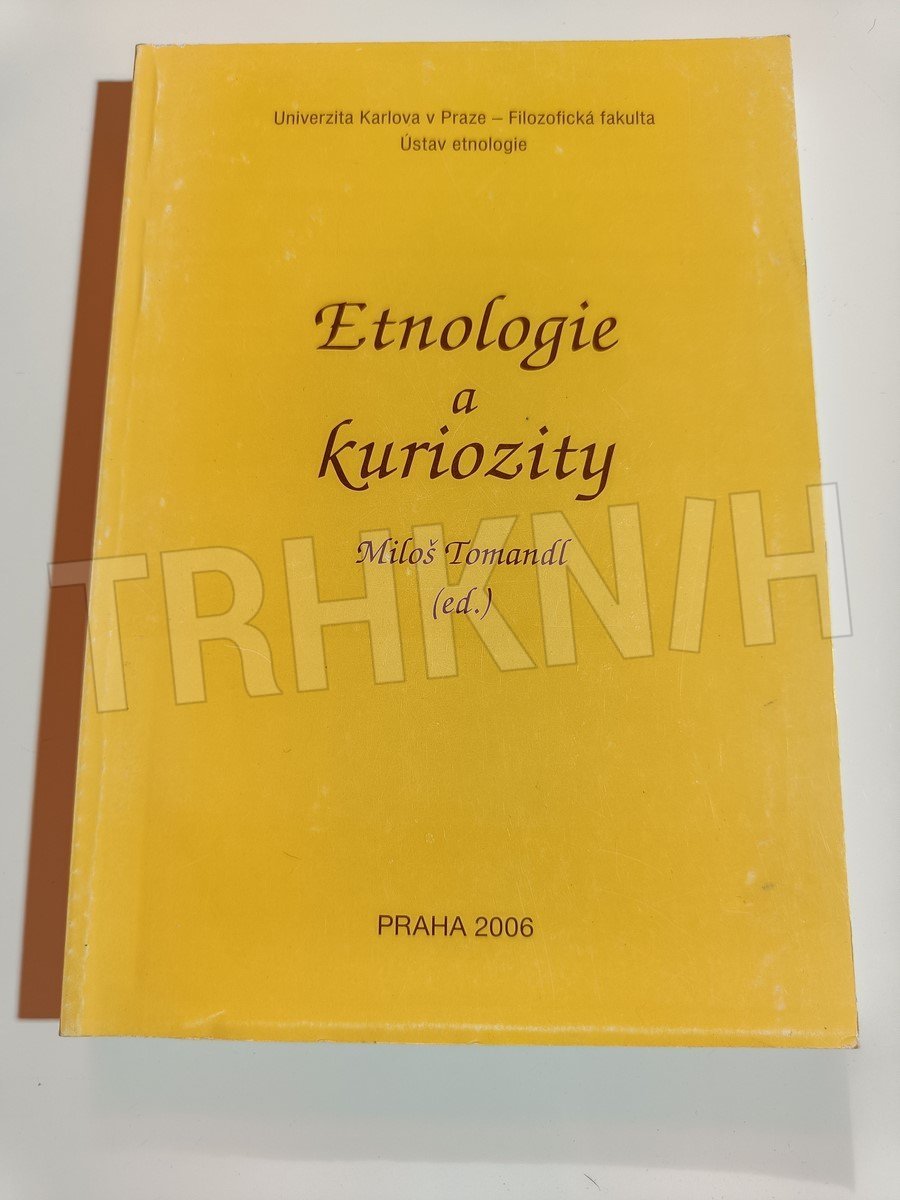 Univerzita Karlova v Praze – Filozofická fakulta
Ústav etnologie
Etnologie
a
kuriozity
Miloš Tomandl
(ed.)
TRHKNIH
PRAHA 2006